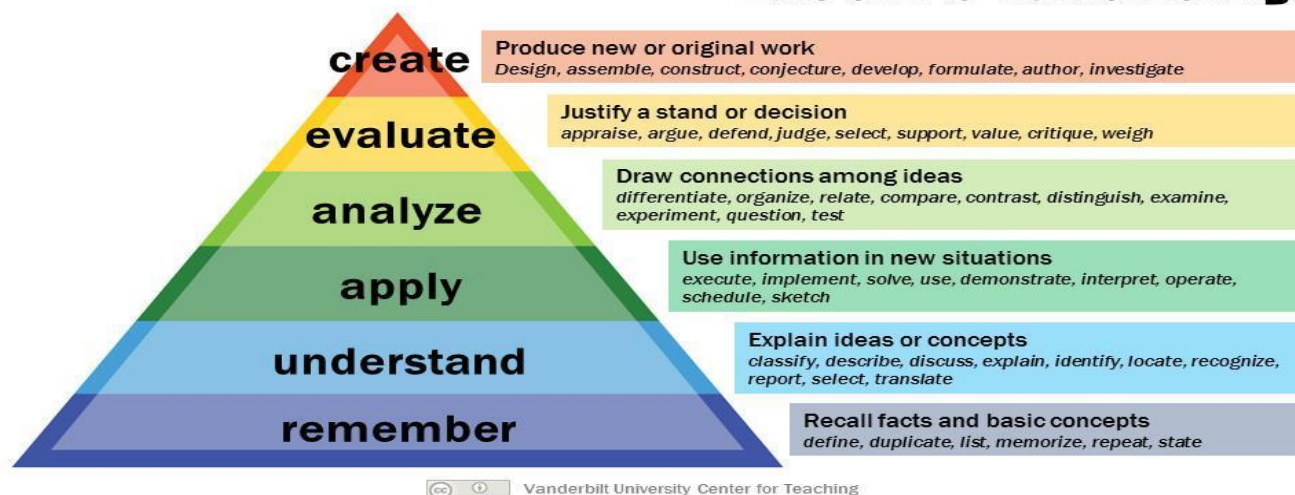 create
Produce new or original work
Design, assemble, construct, conjecture, develop, formulate, author, investigate
evaluate
Justify a stand or decision
appraise, argue, defend, judge, select, support, value, critique, weigh
analyze
Draw connections among ideas
differentiate, organize, relate, compare, contrast, distinguish, examine,
experiment, question, test
apply
Use information in new situations
execute, implement, solve, use, demonstrate, interpret, operate,
schedule, sketch
understand
Explain ideas or concepts
classify, describe, discuss, explain, identify, locate, recognize,
report, select, translate
remember
Recall facts and basic concepts
define, duplicate, list, memorize, repeat, state
cc
Vanderbilt University Center for Teaching